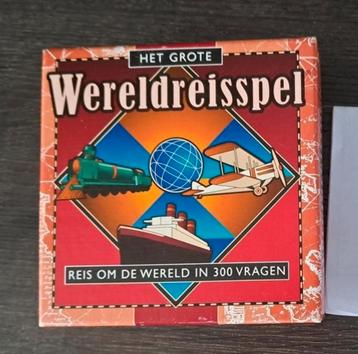 HET GROTE
Wereldreisspel
REIS OM DE WERELD IN 300 VRAGEN